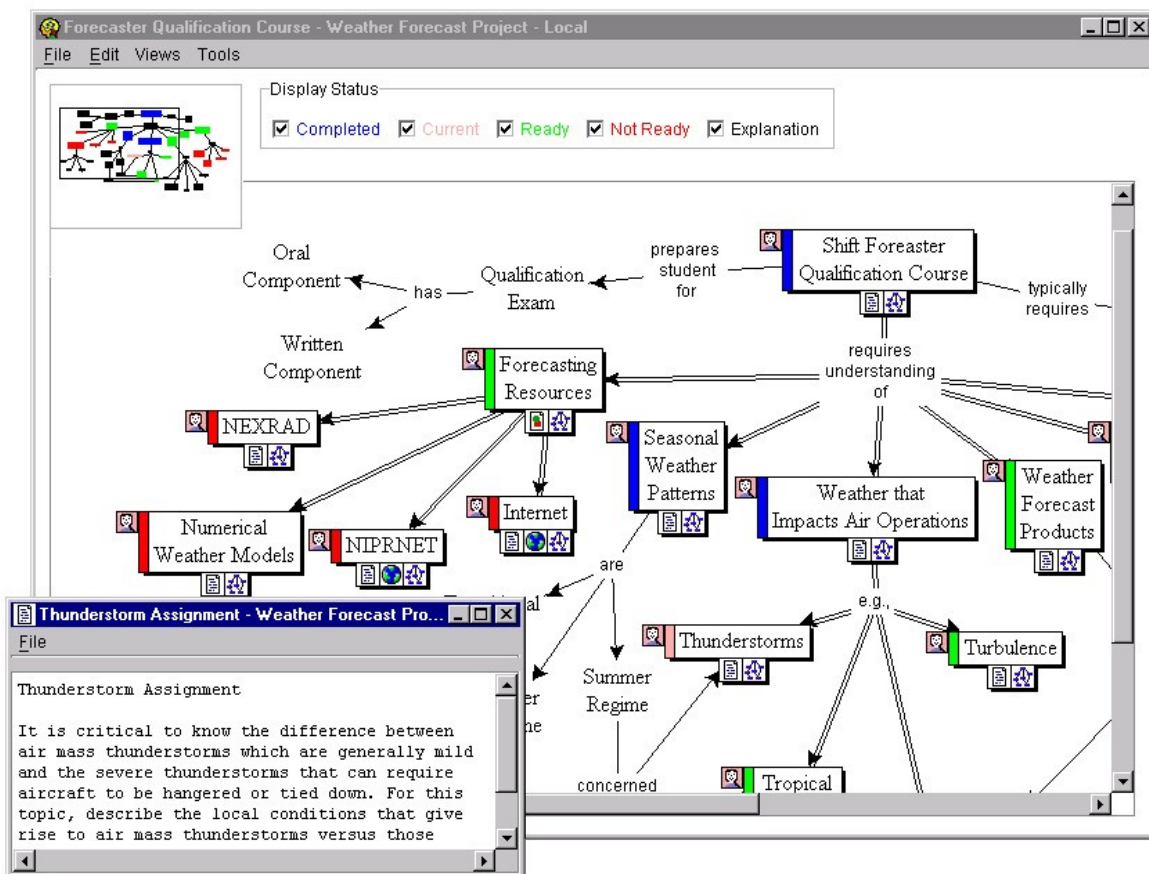 Forecaster Qualification Course - Weather Forecast Project - Local
File Edit Views Tools
Display Status
Completed Current Ready Not Ready Explanation
Oral
Component
has
Written
Component
Qualification
Exam
prepares
student
for
Shift Foreaster
Qualification Course
typically
requires
requires
understanding
of
Forecasting
Resources
NEXRAD
Numerical
Weather Models
NIPRNET
Internet
Seasonal
Weather
Patterns
Weather that
Impacts Air Operations
Weather
Forecast
Products
are
e.g.,
Thunderstorms
Turbulence
Summer
Regime
concerned
Tropical
Thunderstorm Assignment - Weather Forecast Pro...
File
Thunderstorm Assignment
It is critical to know the difference between
air mass thunderstorms which are generally mild
and the severe thunderstorms that can require
aircraft to be hangered or tied down. For this
topic, describe the local conditions that give
rise to air mass thunderstorms versus those